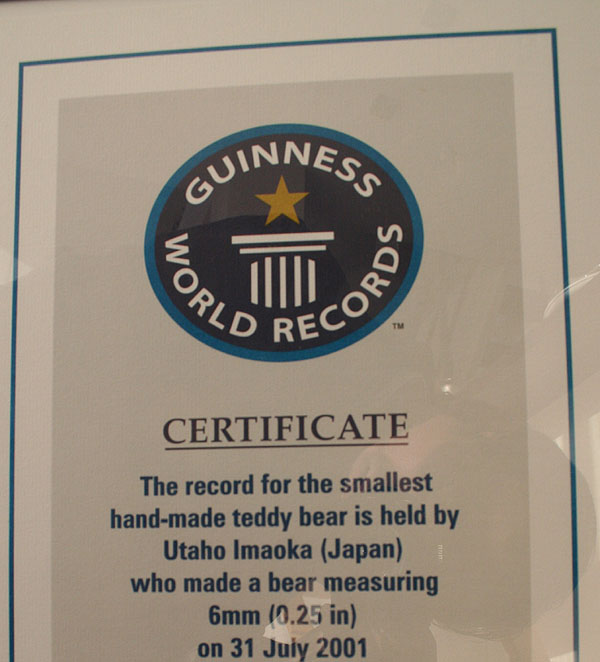 GUINNESS
WORLD RECORDS
TM
CERTIFICATE
The record for the smallest
hand-made teddy bear is held by
Utaho Imaoka (Japan)
who made a bear measuring
6mm (0.25 in)
on 31 July 2001